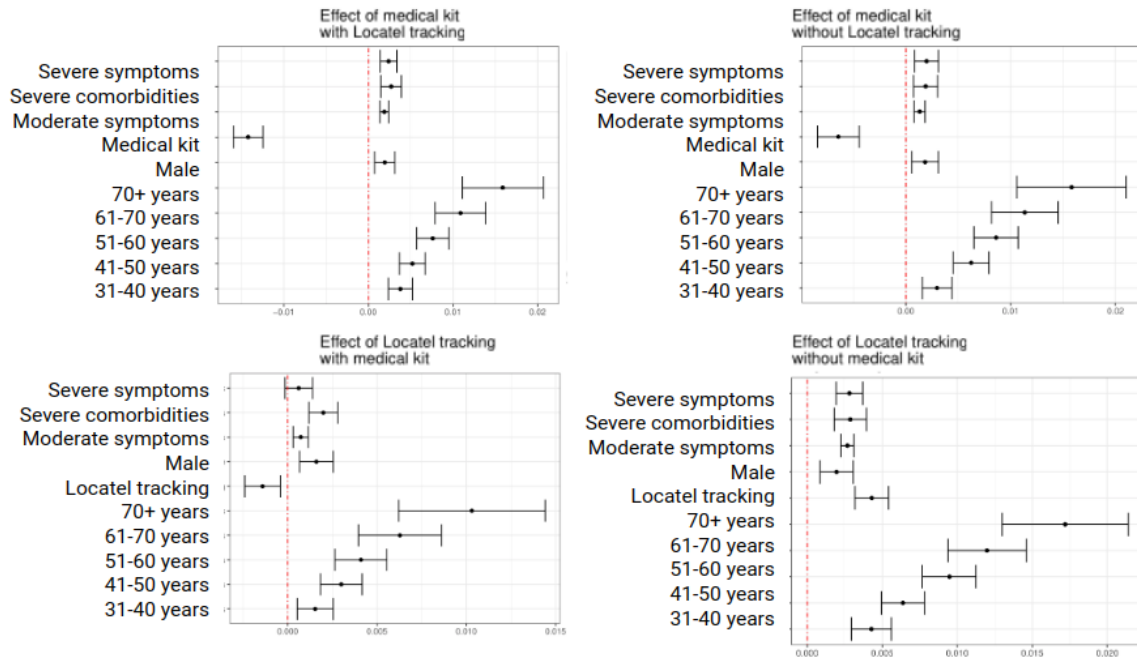 Effect of medical kit
with Locatel tracking
Severe symptoms
Severe comorbidities
Moderate symptoms
Medical kit
Male
70+ years
61-70 years
51-60 years
41-50 years
31-40 years
−0.01 0.00 0.01 0.02
Effect of medical kit
without Locatel tracking
Severe symptoms
Severe comorbidities
Moderate symptoms
Medical kit
Male
70+ years
61-70 years
51-60 years
41-50 years
31-40 years
0.00 0.01 0.02
Effect of Locatel tracking
with medical kit
Severe symptoms
Severe comorbidities
Moderate symptoms
Male
Locatel tracking
70+ years
61-70 years
51-60 years
41-50 years
31-40 years
0.000 0.005 0.010 0.015
Effect of Locatel tracking
without medical kit
Severe symptoms
Severe comorbidities
Moderate symptoms
Male
Locatel tracking
70+ years
61-70 years
51-60 years
41-50 years
31-40 years
0.000 0.005 0.010 0.015 0.020